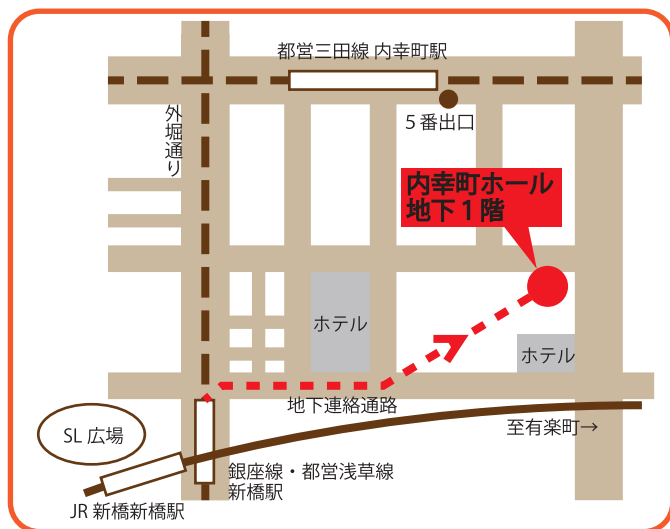 都営三田線 内幸町駅
5番出口
外堀通り
内幸町ホール
地下1階
ホテル
ホテル
地下連絡通路
至有楽町→
SL 広場
銀座線・都営浅草線
新橋駅
JR 新橋新橋駅